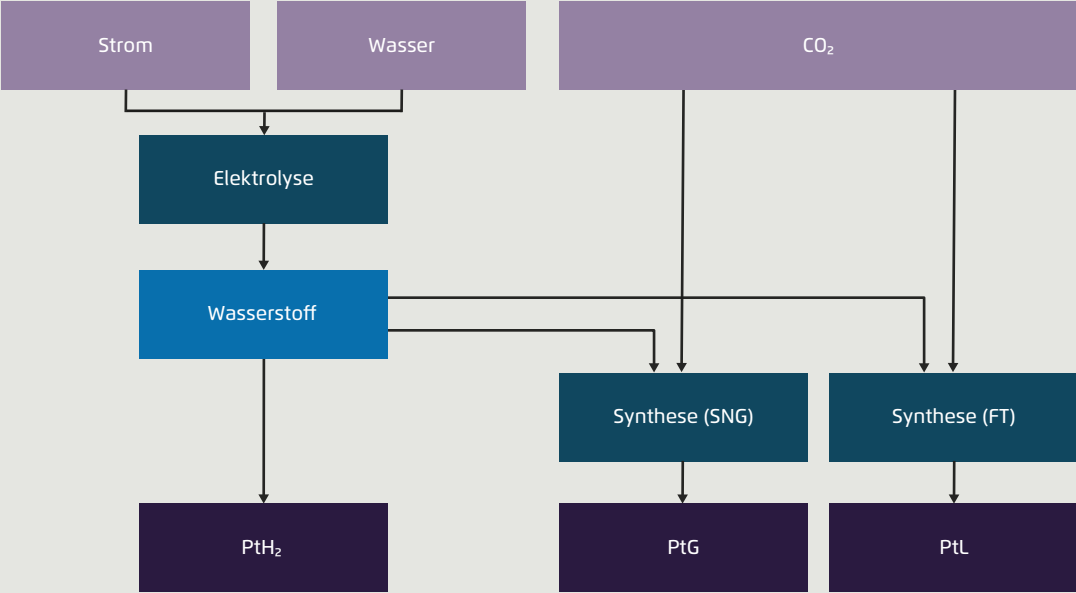 Strom
Wasser
CO₂
Elektrolyse
Wasserstoff
Synthese (SNG)
Synthese (FT)
PtH₂
PtG
PtL